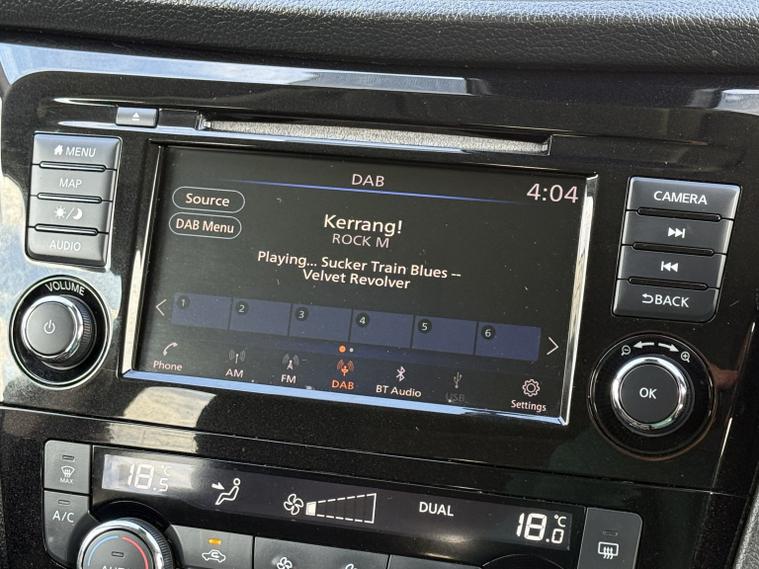 MENU
MAP
AUDIO
VOLUME
DAB
4:04
Source
DAB Menu
Kerrang!
ROCK M
Playing... Sucker Train Blues --
Velvet Revolver
1 2 3 4 5 6
Phone
AM
FM
DAB
BT Audio
USB
Settings
CAMERA
BACK
OK
MAX
A/C
18.5 °C
DUAL
18.0 °C